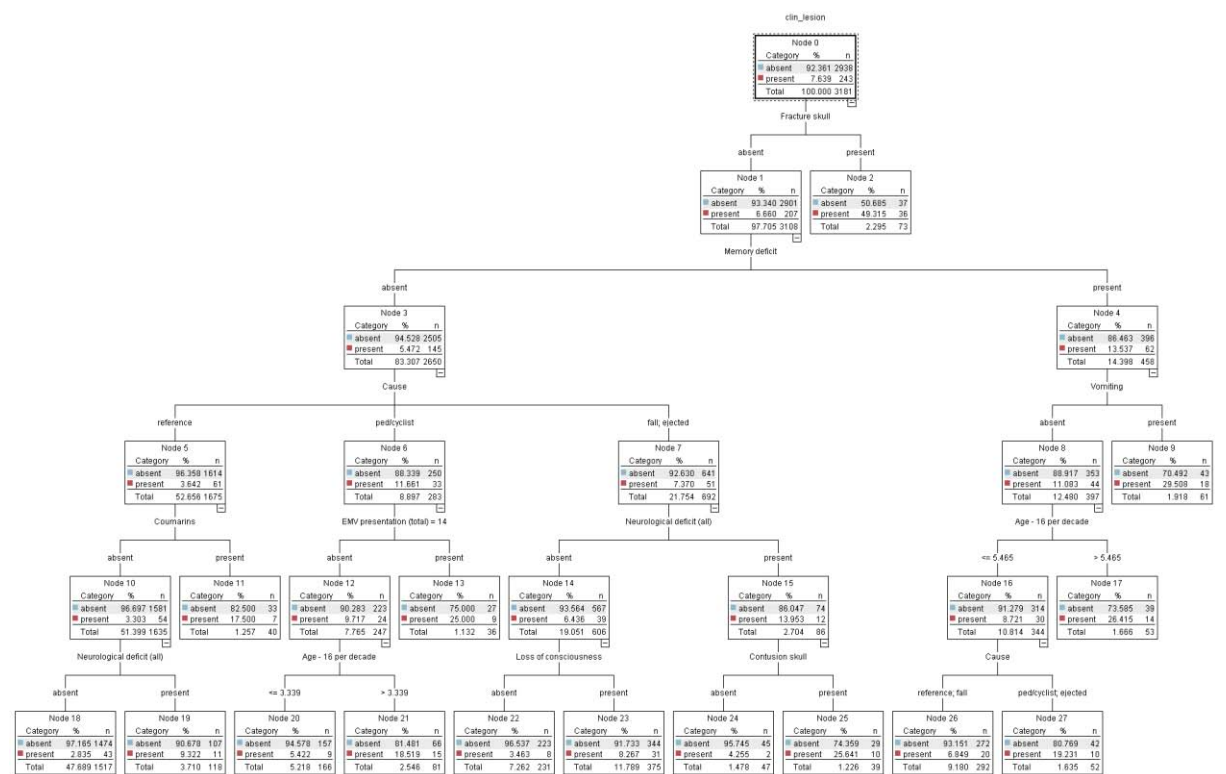 clin_lesion
Node 0
Category % n
absent 92.361 2938
present 7.639 243
Total 100.000 3181
Fracture skull
absent present
Node 1
Category % n
absent 93.340 2901
present 6.660 207
Total 97.705 3108
Node 2
Category % n
absent 50.685 37
present 49.315 36
Total 2.295 73
Memory deficit
absent present
Node 3
Category % n
absent 94.528 2505
present 5.472 145
Total 83.307 2650
Node 4
Category % n
absent 86.463 396
present 13.537 62
Total 14.398 458
Cause
Vomiting
reference ped/cyclist fall; ejected
absent present
Node 5
Category % n
absent 96.358 1614
present 3.642 61
Total 52.656 1675
Node 6
Category % n
absent 88.339 250
present 11.661 33
Total 8.897 283
Node 7
Category % n
absent 92.630 641
present 7.370 51
Total 21.754 692
Node 8
Category % n
absent 88.917 353
present 11.083 44
Total 12.480 397
Node 9
Category % n
absent 70.492 43
present 29.508 18
Total 1.918 61
Coumarins
EMV presentation (total) = 14
Neurological deficit (all)
Age - 16 per decade
absent present
absent present
absent present
<= 5.465 > 5.465
Node 10
Category % n
absent 96.697 1581
present 3.303 54
Total 51.399 1635
Node 11
Category % n
absent 82.500 33
present 17.500 7
Total 1.257 40
Node 12
Category % n
absent 90.283 223
present 9.717 24
Total 7.765 247
Node 13
Category % n
absent 75.000 27
present 25.000 9
Total 1.132 36
Node 14
Category % n
absent 93.564 567
present 6.436 39
Total 19.051 606
Node 15
Category % n
absent 86.047 74
present 13.953 12
Total 2.704 86
Node 16
Category % n
absent 91.279 314
present 8.721 30
Total 10.814 344
Node 17
Category % n
absent 73.585 39
present 26.415 14
Total 1.666 53
Neurological deficit (all)
Age - 16 per decade
Loss of consciousness
Contusion skull
Cause
absent present
<= 3.339 > 3.339
absent present
absent present
reference; fall ped/cyclist; ejected
Node 18
Category % n
absent 97.165 1474
present 2.835 43
Total 47.689 1517
Node 19
Category % n
absent 90.678 107
present 9.322 11
Total 3.710 118
Node 20
Category % n
absent 94.578 157
present 5.422 9
Total 5.218 166
Node 21
Category % n
absent 81.481 66
present 18.519 15
Total 2.546 81
Node 22
Category % n
absent 96.537 223
present 3.463 8
Total 7.262 231
Node 23
Category % n
absent 91.733 344
present 8.267 31
Total 11.789 375
Node 24
Category % n
absent 95.745 45
present 4.255 2
Total 1.478 47
Node 25
Category % n
absent 74.359 29
present 25.641 10
Total 1.226 39
Node 26
Category % n
absent 93.151 272
present 6.849 20
Total 9.180 292
Node 27
Category % n
absent 80.769 42
present 19.231 10
Total 1.635 52